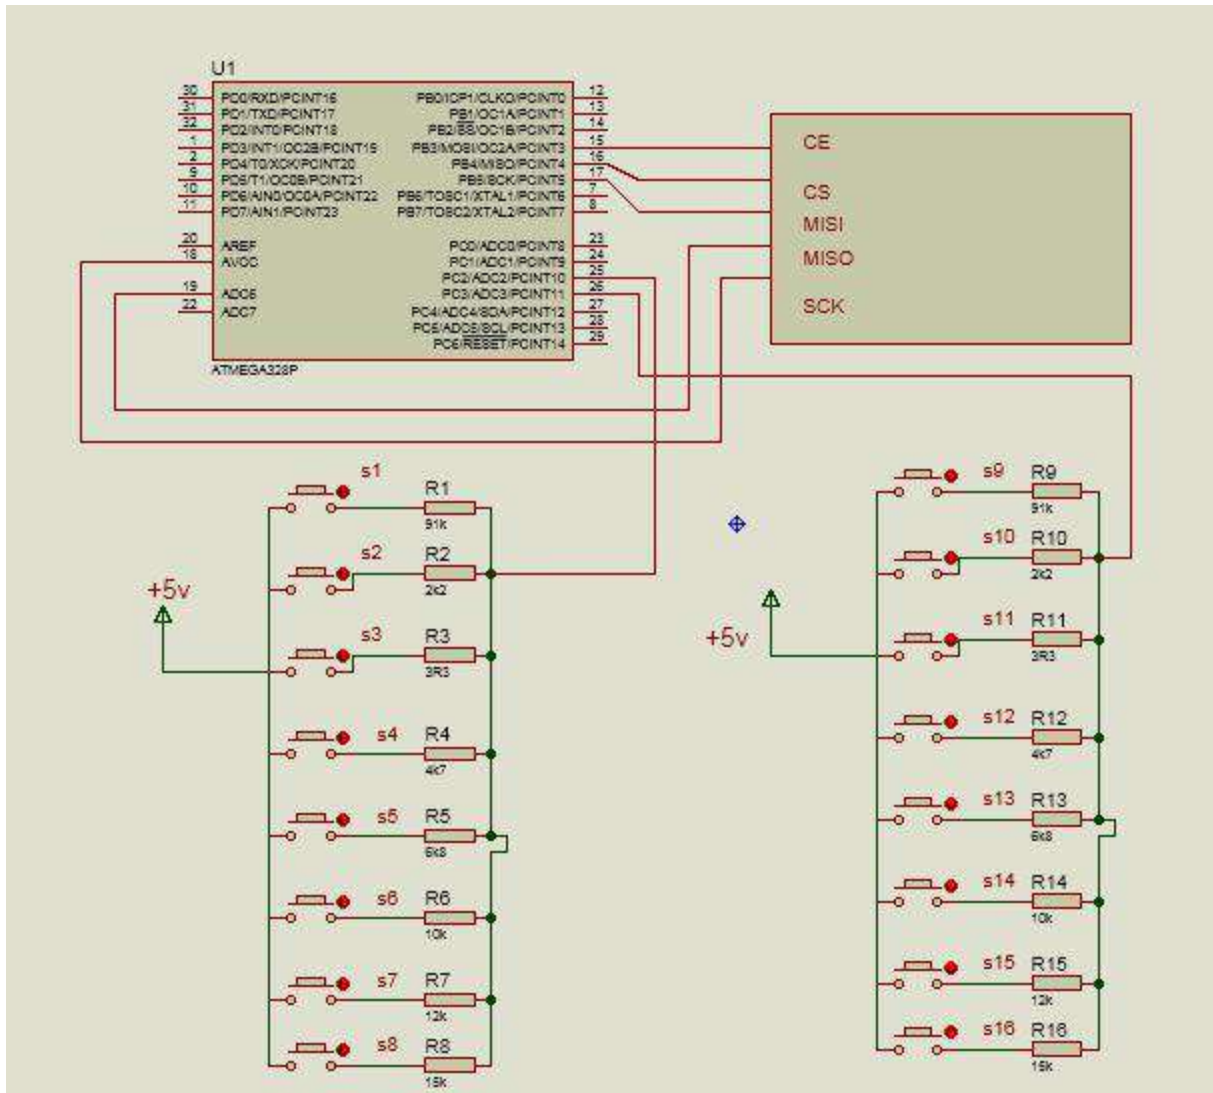 U1
30 PD0/RXD/PCINT16 PB0/ICP1/CLKO/PCINT0 12
31 PD1/TXD/PCINT17 PB1/OC1A/PCINT1 13
32 PD2/INT0/PCINT18 PB2/SS/OC1B/PCINT2 14
1 PD3/INT1/OC2B/PCINT19 PB3/MOSI/OC2A/PCINT3 15
2 PD4/T0/XCK/PCINT20 PB4/MISO/PCINT4 16
9 PD5/T1/OC0B/PCINT21 PB5/SCK/PCINT5 17
10 PD6/AIN0/OC0A/PCINT22 PB6/TOSC1/XTAL1/PCINT6 7
11 PD7/AIN1/PCINT23 PB7/TOSC2/XTAL2/PCINT7 8
20 AREF PC0/ADC0/PCINT8 23
18 AVCC PC1/ADC1/PCINT9 24
PC2/ADC2/PCINT10 25
19 ADC6 PC3/ADC3/PCINT11 26
22 ADC7 PC4/ADC4/SDA/PCINT12 27
PC5/ADC5/SCL/PCINT13 28
PC6/RESET/PCINT14 29
ATMEGA328P
CE
CS
MISI
MISO
SCK
+5v
s1 R1
91k
s2 R2
2k2
s3 R3
3R3
s4 R4
4k7
s5 R5
6k8
s6 R6
10k
s7 R7
12k
s8 R8
15k
+5v
s9 R9
91k
s10 R10
2k2
s11 R11
3R3
s12 R12
4k7
s13 R13
6k8
s14 R14
10k
s15 R15
12k
s16 R16
15k